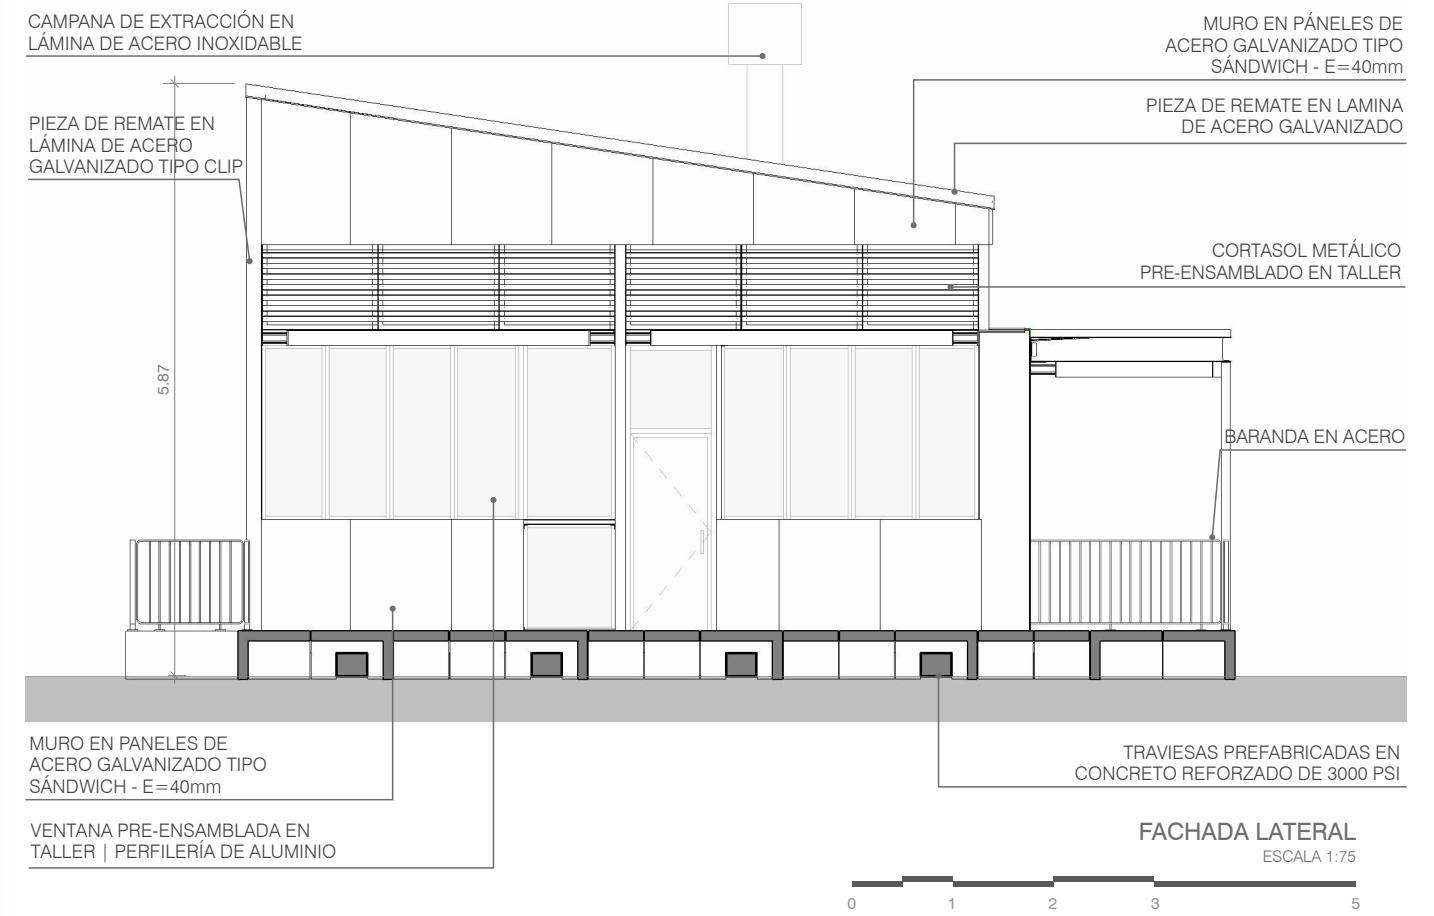 CAMPANA DE EXTRACCIÓN EN
LÁMINA DE ACERO INOXIDABLE
MURO EN PÁNELES DE
ACERO GALVANIZADO TIPO
SÁNDWICH - E=40mm
PIEZA DE REMATE EN LAMINA
DE ACERO GALVANIZADO
PIEZA DE REMATE EN
LÁMINA DE ACERO
GALVANIZADO TIPO CLIP
CORTASOL METÁLICO
PRE-ENSAMBLADO EN TALLER
5.87
BARANDA EN ACERO
MURO EN PANELES DE
ACERO GALVANIZADO TIPO
SÁNDWICH - E=40mm
VENTANA PRE-ENSAMBLADA EN
TALLER | PERFILERÍA DE ALUMINIO
TRAVIESAS PREFABRICADAS EN
CONCRETO REFORZADO DE 3000 PSI
FACHADA LATERAL
ESCALA 1:75
0 1 2 3 5